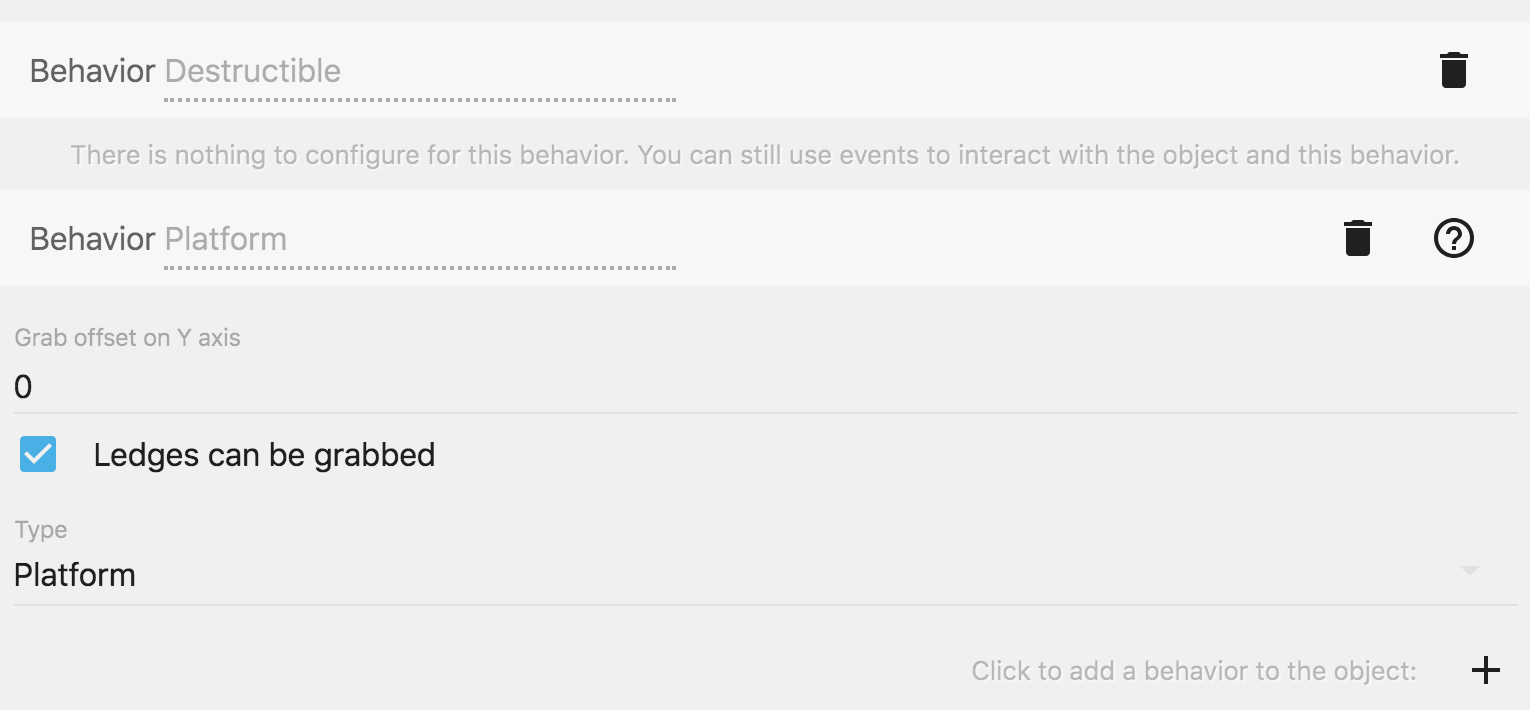 Behavior Destructible
There is nothing to configure for this behavior. You can still use events to interact with the object and this behavior.
Behavior Platform
Grab offset on Y axis
0
Ledges can be grabbed
Type
Platform
Click to add a behavior to the object: